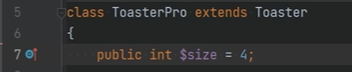 5 class ToasterPro extends Toaster
6 {
7 public int $size = 4;